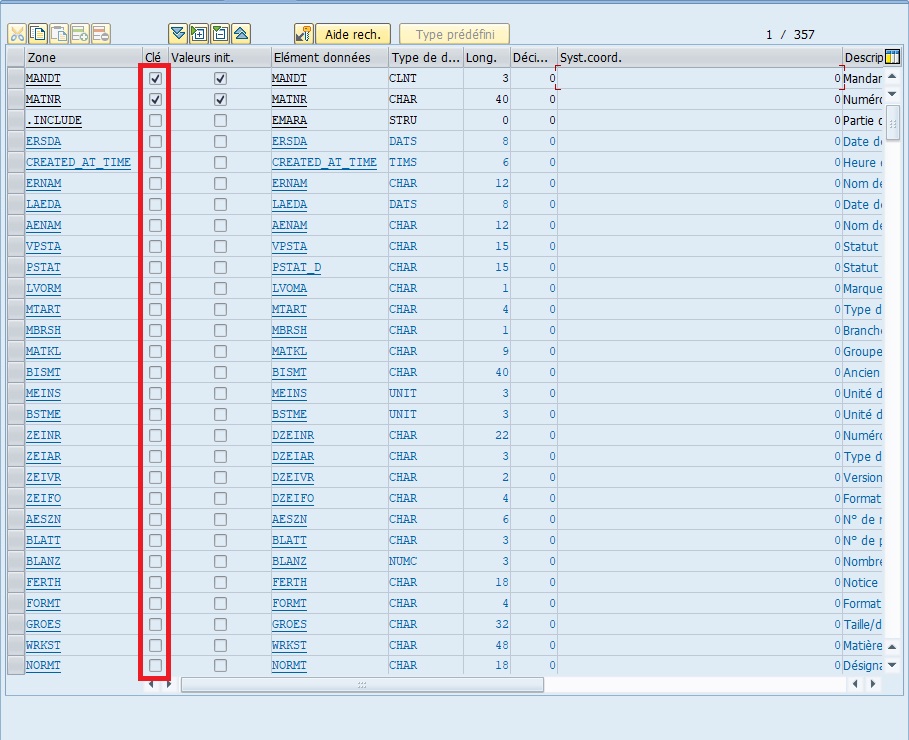 Aide rech. Type prédéfini 1 / 357
Zone Clé Valeurs init. Elément données Type de d... Long. Déci... Syst.coord. Descrip
MANDT MANDT CLNT 3 0 0 Mandar
MATNR MATNR CHAR 40 0 0 Numéro
.INCLUDE EMARA STRU 0 0 0 Partie d
ERSDA ERSDA DATS 8 0 0 Date de
CREATED_AT_TIME CREATED_AT_TIME TIMS 6 0 0 Heure
ERNAM ERNAM CHAR 12 0 0 Nom de
LAEDA LAEDA DATS 8 0 0 Date de
AENAM AENAM CHAR 12 0 0 Nom de
VPSTA VPSTA CHAR 15 0 0 Statut
PSTAT PSTAT_D CHAR 15 0 0 Statut
LVORM LVOMA CHAR 1 0 0 Marque
MTART MTART CHAR 4 0 0 Type d
MBRSH MBRSH CHAR 1 0 0 Branche
MATKL MATKL CHAR 9 0 0 Groupe
BISMT BISMT CHAR 40 0 0 Ancien
MEINS MEINS UNIT 3 0 0 Unité d
BSTME BSTME UNIT 3 0 0 Unité d
ZEINR DZEINR CHAR 22 0 0 Numéro
ZEIAR DZEIAR CHAR 3 0 0 Type d
ZEIVR DZEIVR CHAR 2 0 0 Version
ZEIFO DZEIFO CHAR 4 0 0 Format
AESZN AESZN CHAR 6 0 0 N° de
BLATT BLATT CHAR 3 0 0 N° de p
BLANZ BLANZ NUMC 3 0 0 Nombre
FERTH FERTH CHAR 18 0 0 Notice
FORMT FORMT CHAR 4 0 0 Format
GROES GROES CHAR 32 0 0 Taille/d
WRKST WRKST CHAR 48 0 0 Matière
NORMT NORMT CHAR 18 0 0 Désigna